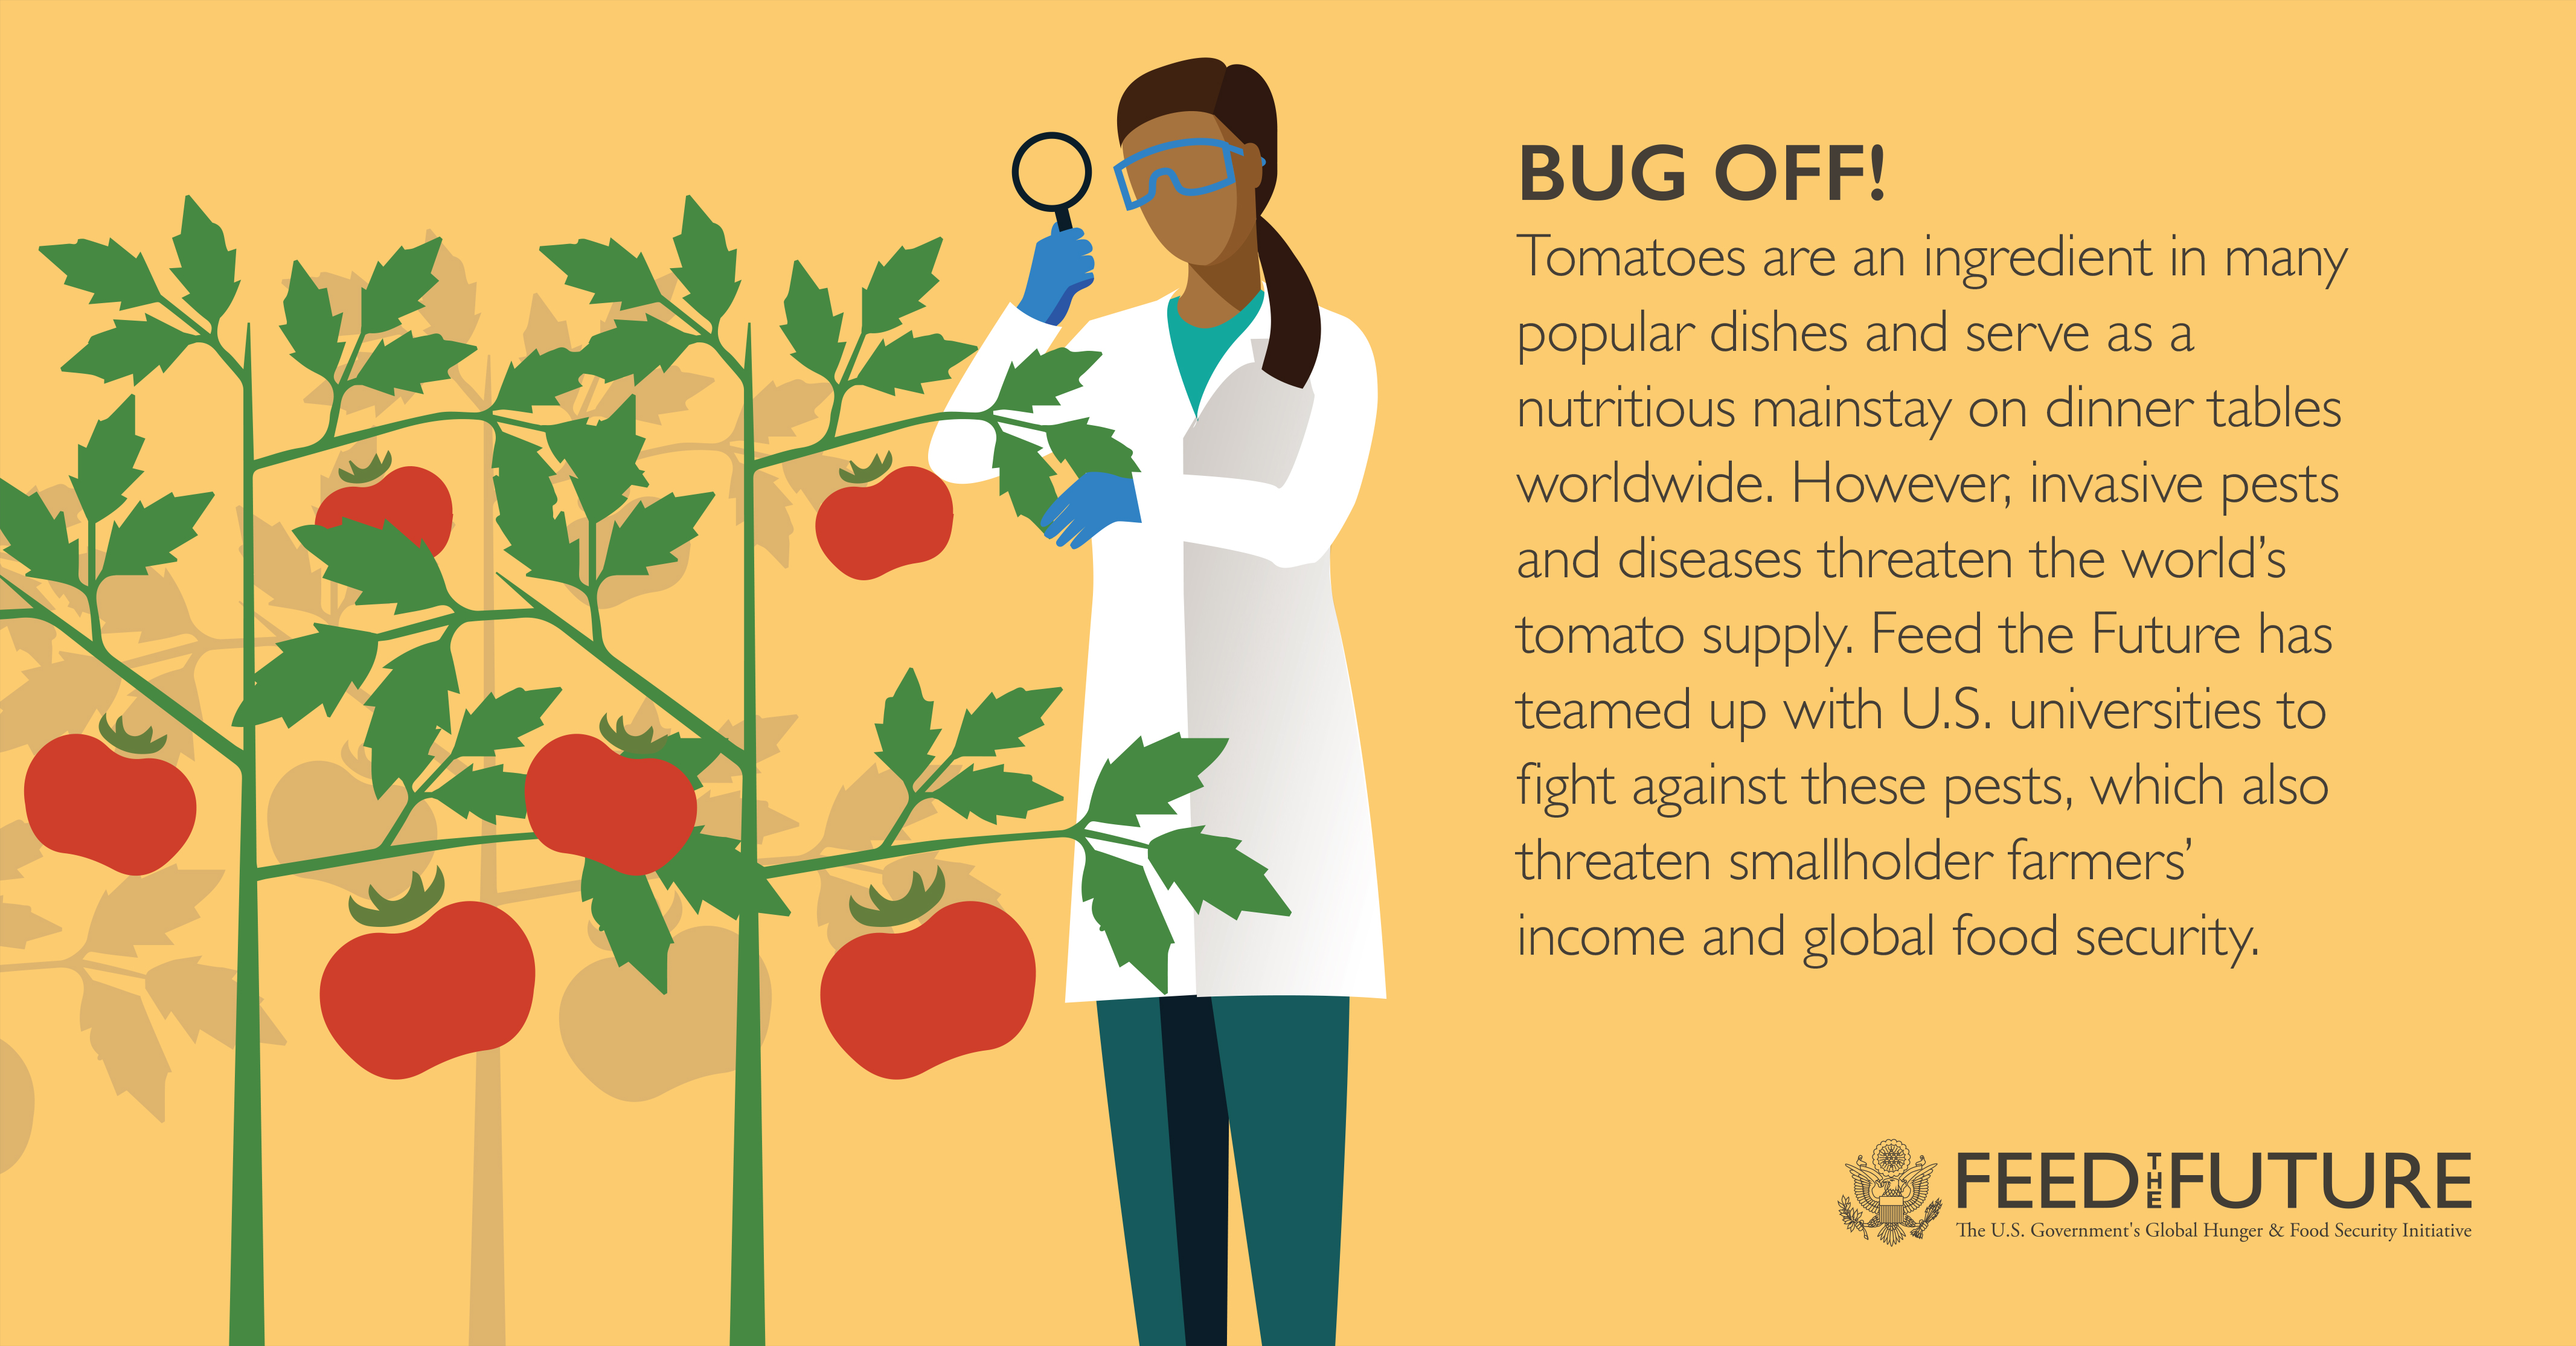 BUG OFF!
Tomatoes are an ingredient in many
popular dishes and serve as a
nutritious mainstay on dinner tables
worldwide. However, invasive pests
and diseases threaten the world’s
tomato supply. Feed the Future has
teamed up with U.S. universities to
fight against these pests, which also
threaten smallholder farmers’
income and global food security.
FEED THE FUTURE
The U.S. Government's Global Hunger & Food Security Initiative